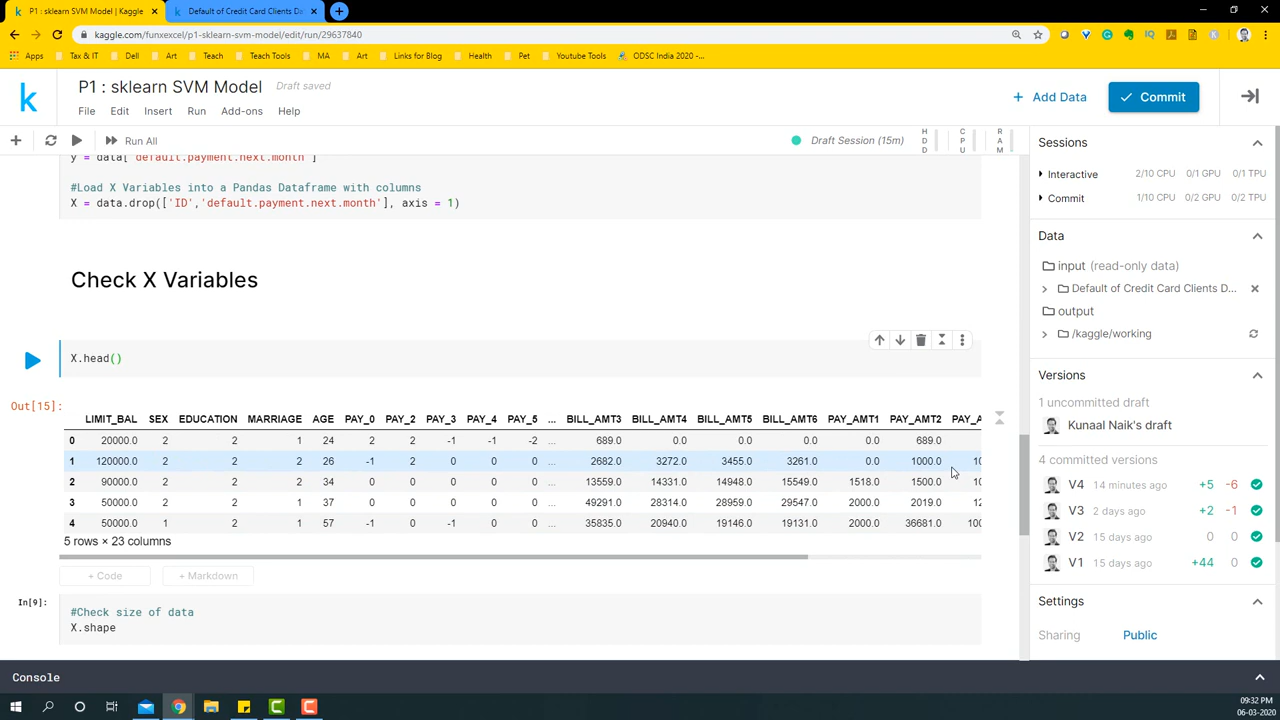 P1 : sklearn SVM Model | Kaggle
Default of Credit Card Clients Da
kaggle.com/funxexcel/p1-sklearn-svm-model/edit/run/29637840
Apps Tax & IT Dell Art Teach Teach Tools MA Art Links for Blog Health Pet Youtube Tools ODSC India 2020 -...
P1 : sklearn SVM Model Draft saved
File Edit Insert Run Add-ons Help
+ Add Data
Commit
Run All
Draft Session (15m)
HDD CPU RAM
y = data['default.payment.next.month']
#Load X Variables into a Pandas Dataframe with columns
X = data.drop(['ID','default.payment.next.month'], axis = 1)
Check X Variables
X.head()
Out[15]:
LIMIT_BAL SEX EDUCATION MARRIAGE AGE PAY_0 PAY_2 PAY_3 PAY_4 PAY_5 ... BILL_AMT3 BILL_AMT4 BILL_AMT5 BILL_AMT6 PAY_AMT1 PAY_AMT2 PAY_A
0 20000.0 2 2 1 24 2 2 -1 -1 -2 ... 689.0 0.0 0.0 0.0 0.0 689.0
1 120000.0 2 2 2 26 -1 2 0 0 0 ... 2682.0 3272.0 3455.0 3261.0 0.0 1000.0 10
2 90000.0 2 2 2 34 0 0 0 0 0 ... 13559.0 14331.0 14948.0 15549.0 1518.0 1500.0 10
3 50000.0 2 2 1 37 0 0 0 0 0 ... 49291.0 28314.0 28959.0 29547.0 2000.0 2019.0 12
4 50000.0 1 2 1 57 -1 0 -1 0 0 ... 35835.0 20940.0 19146.0 19131.0 2000.0 36681.0 100
5 rows × 23 columns
+ Code + Markdown
In[9]:
#Check size of data
X.shape
Console
Sessions
Interactive 2/10 CPU 0/1 GPU 0/1 TPU
Commit 1/10 CPU 0/2 GPU 0/2 TPU
Data
input (read-only data)
Default of Credit Card Clients D...
output
/kaggle/working
Versions
1 uncommitted draft
Kunaal Naik's draft
4 committed versions
V4 14 minutes ago +5 -6
V3 2 days ago +2 -1
V2 15 days ago 0 0
V1 15 days ago +44 0
Settings
Sharing Public
09:32 PM
06-03-2020